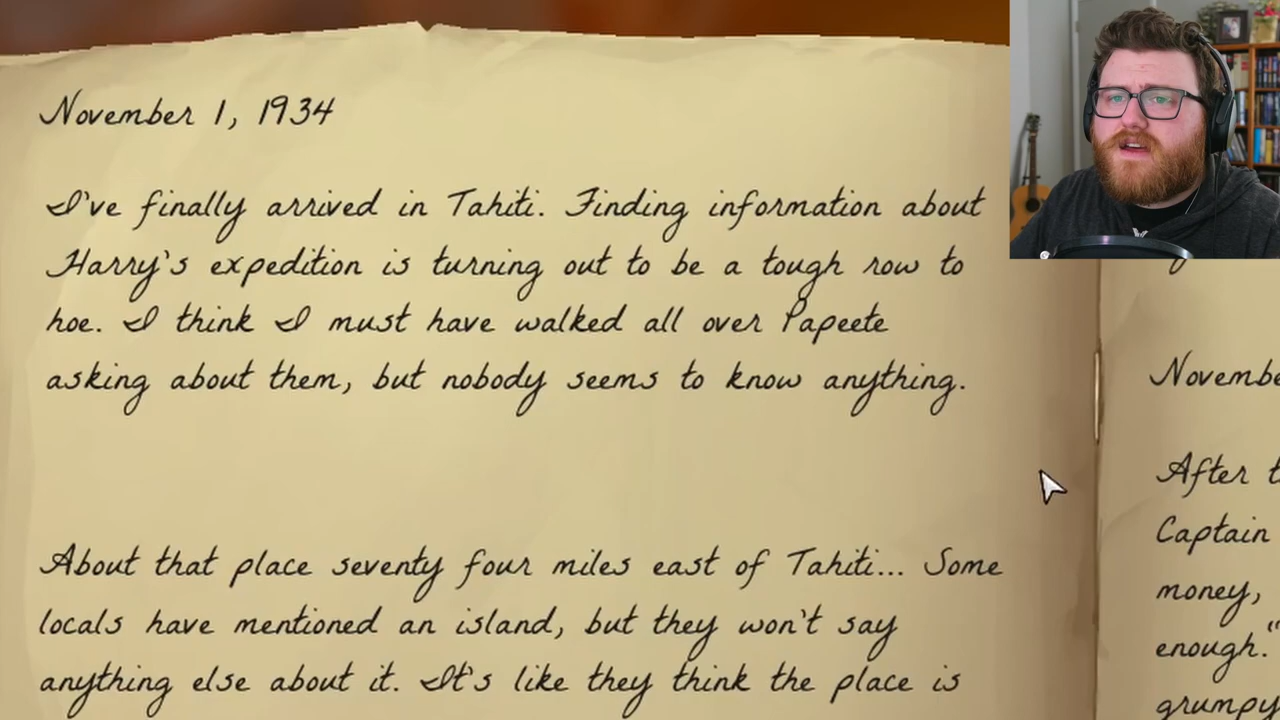 November 1, 1934
I've finally arrived in Tahiti. Finding information about
Harry's expedition is turning out to be a tough row to
hoe. I think I must have walked all over Papeete
asking about them, but nobody seems to know anything.
About that place seventy four miles east of Tahiti... Some
locals have mentioned an island, but they won't say
anything else about it. It's like they think the place is
After
Captain
money,
enough."
grumpy